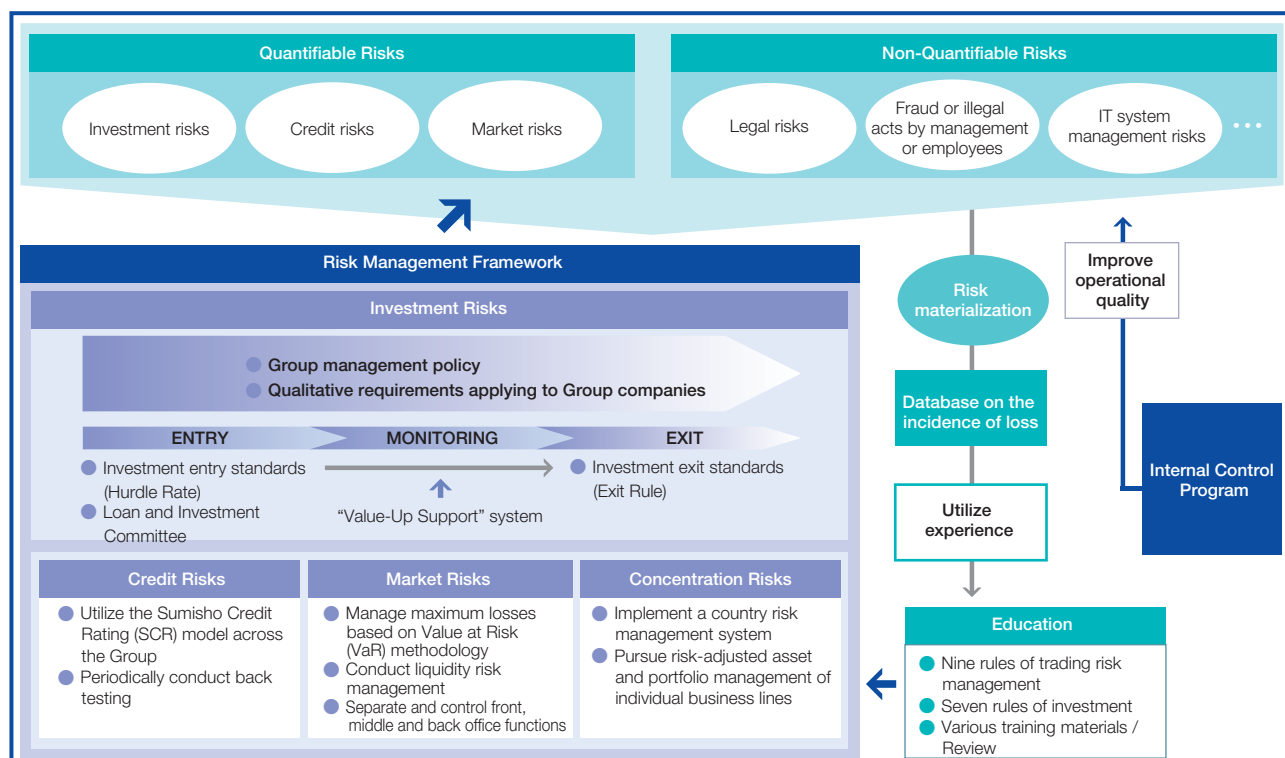 Quantifiable Risks
Investment risks
Credit risks
Market risks
Non-Quantifiable Risks
Legal risks
Fraud or illegal
acts by management
or employees
IT system
management risks
...
Risk Management Framework
Investment Risks
Group management policy
Qualitative requirements applying to Group companies
ENTRY
MONITORING
EXIT
Investment entry standards
(Hurdle Rate)
Loan and Investment
Committee
“Value-Up Support” system
Investment exit standards
(Exit Rule)
Credit Risks
Utilize the Sumisho Credit
Rating (SCR) model across
the Group
Periodically conduct back
testing
Market Risks
Manage maximum losses
based on Value at Risk
(VaR) methodology
Conduct liquidity risk
management
Separate and control front,
middle and back office functions
Concentration Risks
Implement a country risk
management system
Pursue risk-adjusted asset
and portfolio management of
individual business lines
Risk
materialization
Database on the
incidence of loss
Utilize
experience
Education
Nine rules of trading risk
management
Seven rules of investment
Various training materials /
Review
Improve
operational
quality
Internal Control
Program